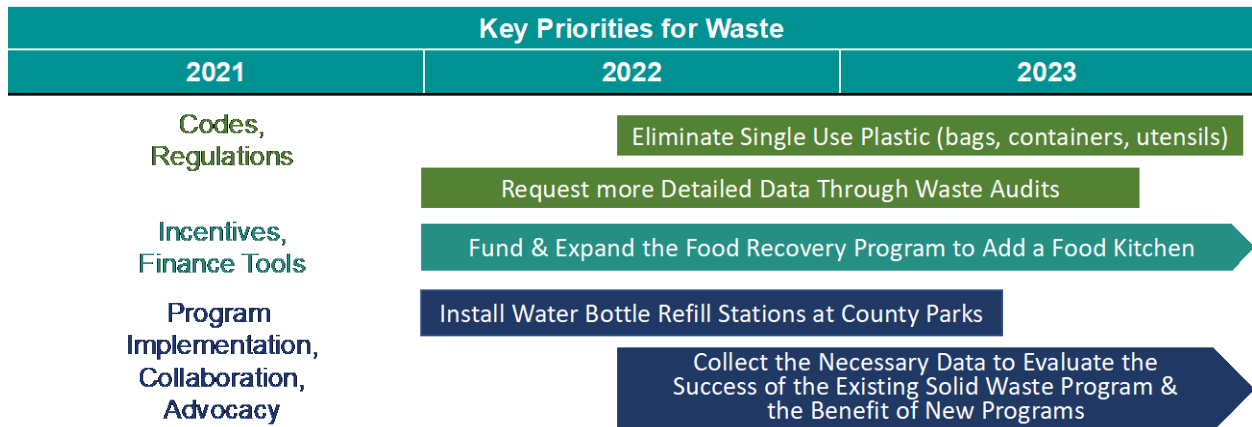 Key Priorities for Waste
2021
2022
2023
Codes,
Regulations
Eliminate Single Use Plastic (bags, containers, utensils)
Request more Detailed Data Through Waste Audits
Incentives,
Finance Tools
Fund & Expand the Food Recovery Program to Add a Food Kitchen
Program
Implementation,
Collaboration,
Advocacy
Install Water Bottle Refill Stations at County Parks
Collect the Necessary Data to Evaluate the
Success of the Existing Solid Waste Program &
the Benefit of New Programs